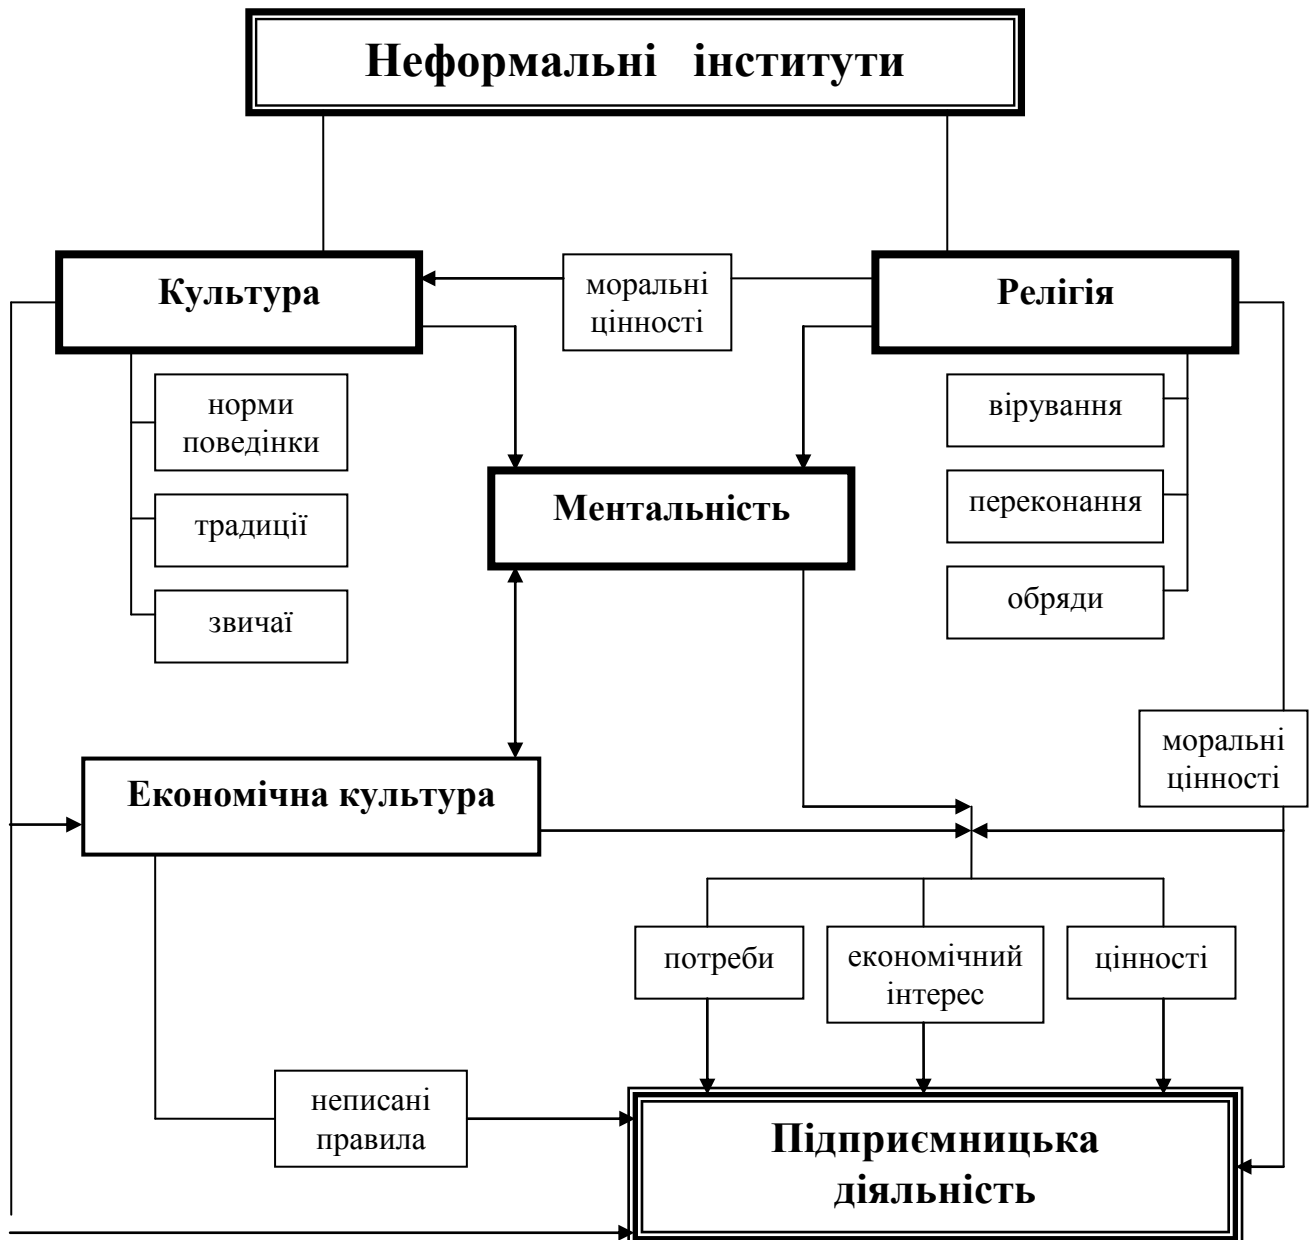 Неформальні інститути
Культура
моральні
цінності
Релігія
норми
поведінки
традиції
звичаї
вірування
переконання
обряди
Ментальність
моральні
цінності
Економічна культура
потреби
економічний
інтерес
цінності
неписані
правила
Підприємницька
діяльність